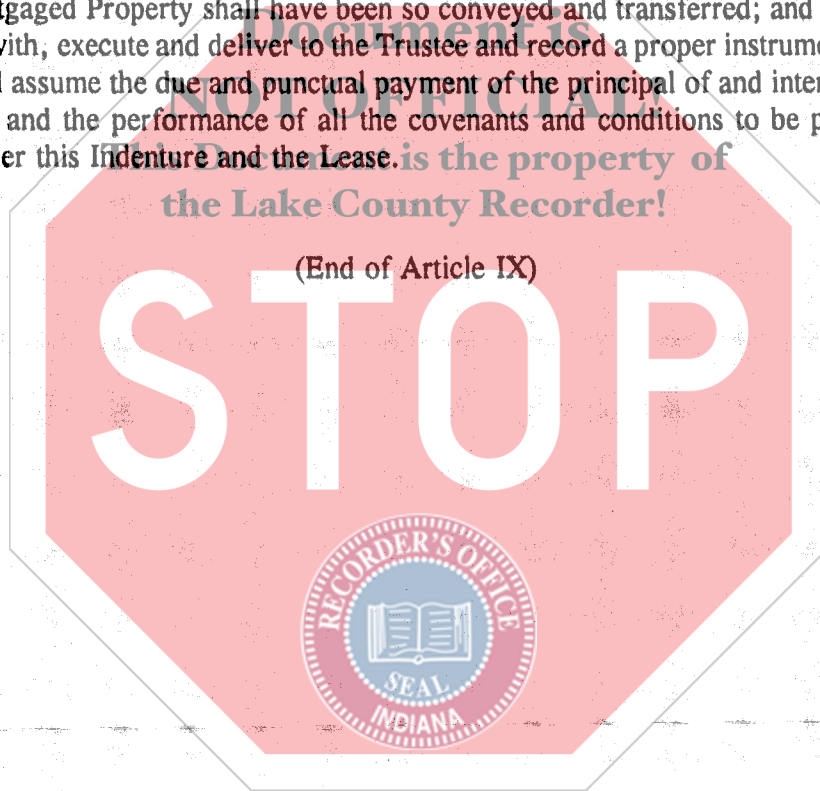 tgaged Property shall have been so conveyed and transferred; and
Document is
vith, execute and deliver to the Trustee and record a proper instrume
l assume the due and punctual payment of the principal of and inter
NOT OFFICIAL!
and the performance of all the covenants and conditions to be p
er this Indenture and the Lease.
This Document is the property of
the Lake County Recorder!
(End of Article IX)
STOP
RECORDER'S OFFICE
SEAL
INDIANA